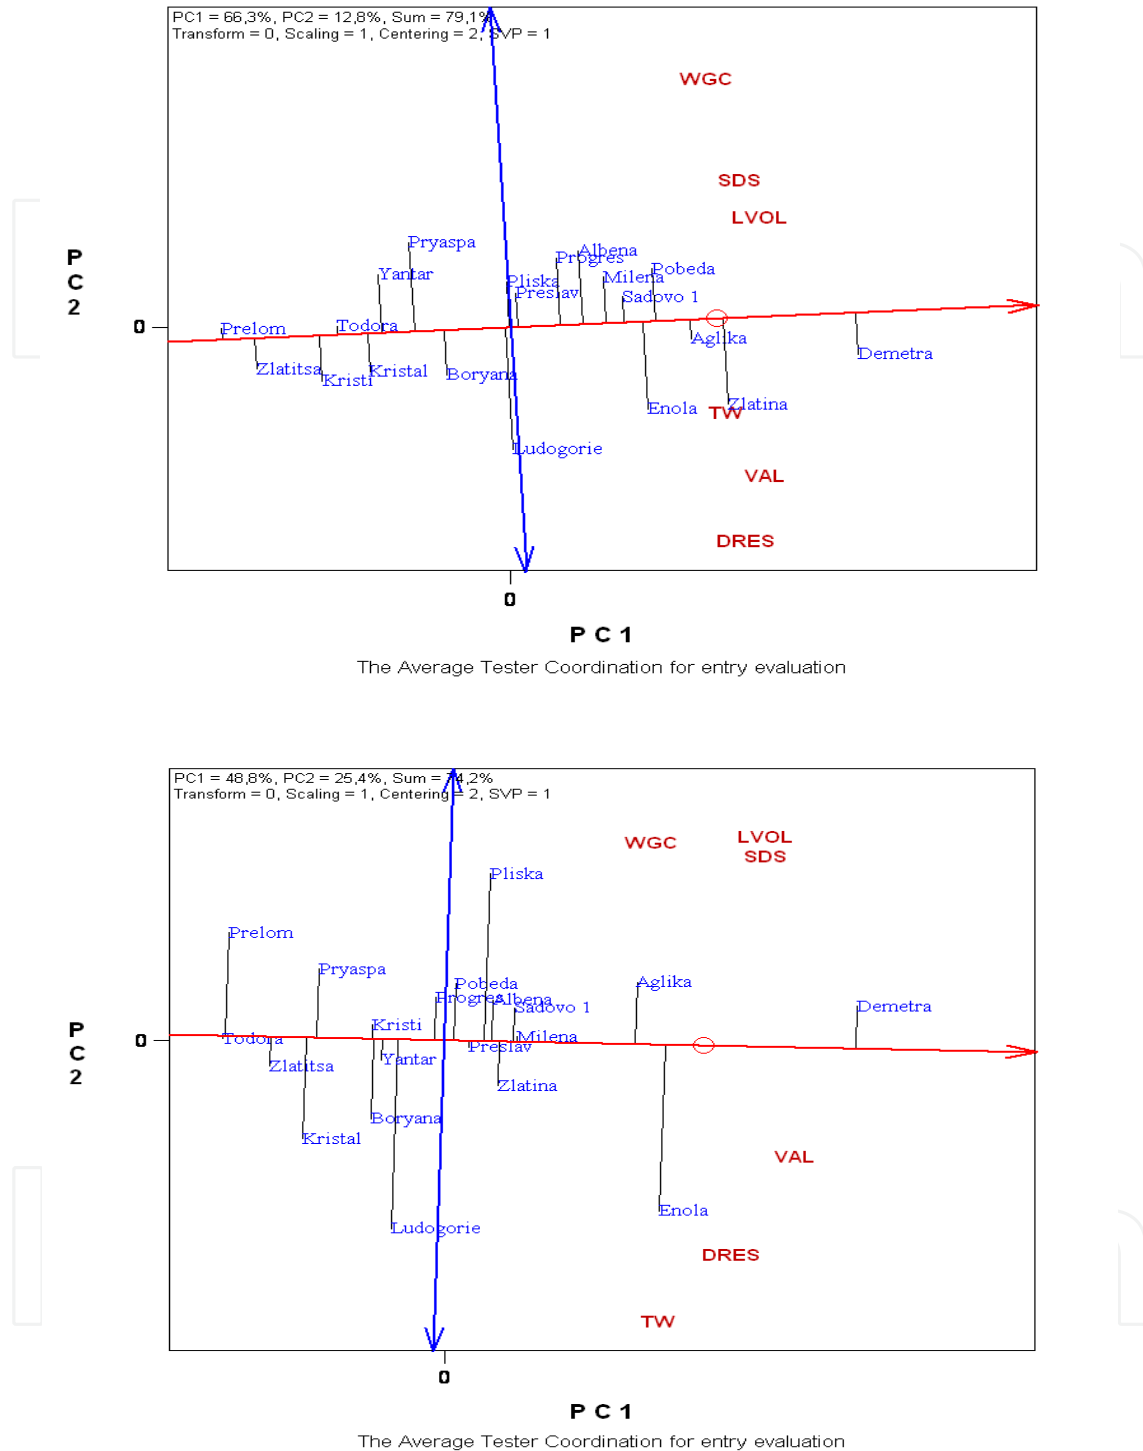 PC1 = 66,3%, PC2 = 12,8%, Sum = 79,1%
Transform = 0, Scaling = 1, Centering = 2, SVP = 1
WGC
SDS
LVOL
Pryaspa
Albena
Progres
Yantar
Pliska
Milena
Pobeda
Preslav
Sadovo 1
P
C
2
0
Prelom
Todora
Aglika
Demetra
Zlatitsa
Kristi
Kristal
Boryana
Enola
TW
Zlatina
Ludogorie
VAL
DRES
0
PC1
The Average Tester Coordination for entry evaluation
PC1 = 48,8%, PC2 = 25,4%, Sum = 74,2%
Transform = 0, Scaling = 1, Centering = 2, SVP = 1
WGC
LVOL
SDS
Pliska
Prelom
Pryaspa
Pobeda
Aglika
Progres
Albena
Sadovo 1
Demetra
Kristi
P
C
2
0
Todora
Milena
Preslav
Zlatitsa
Yantar
Zlatina
Boryana
Kristal
VAL
Enola
Ludogorie
DRES
TW
0
PC1
The Average Tester Coordination for entry evaluation